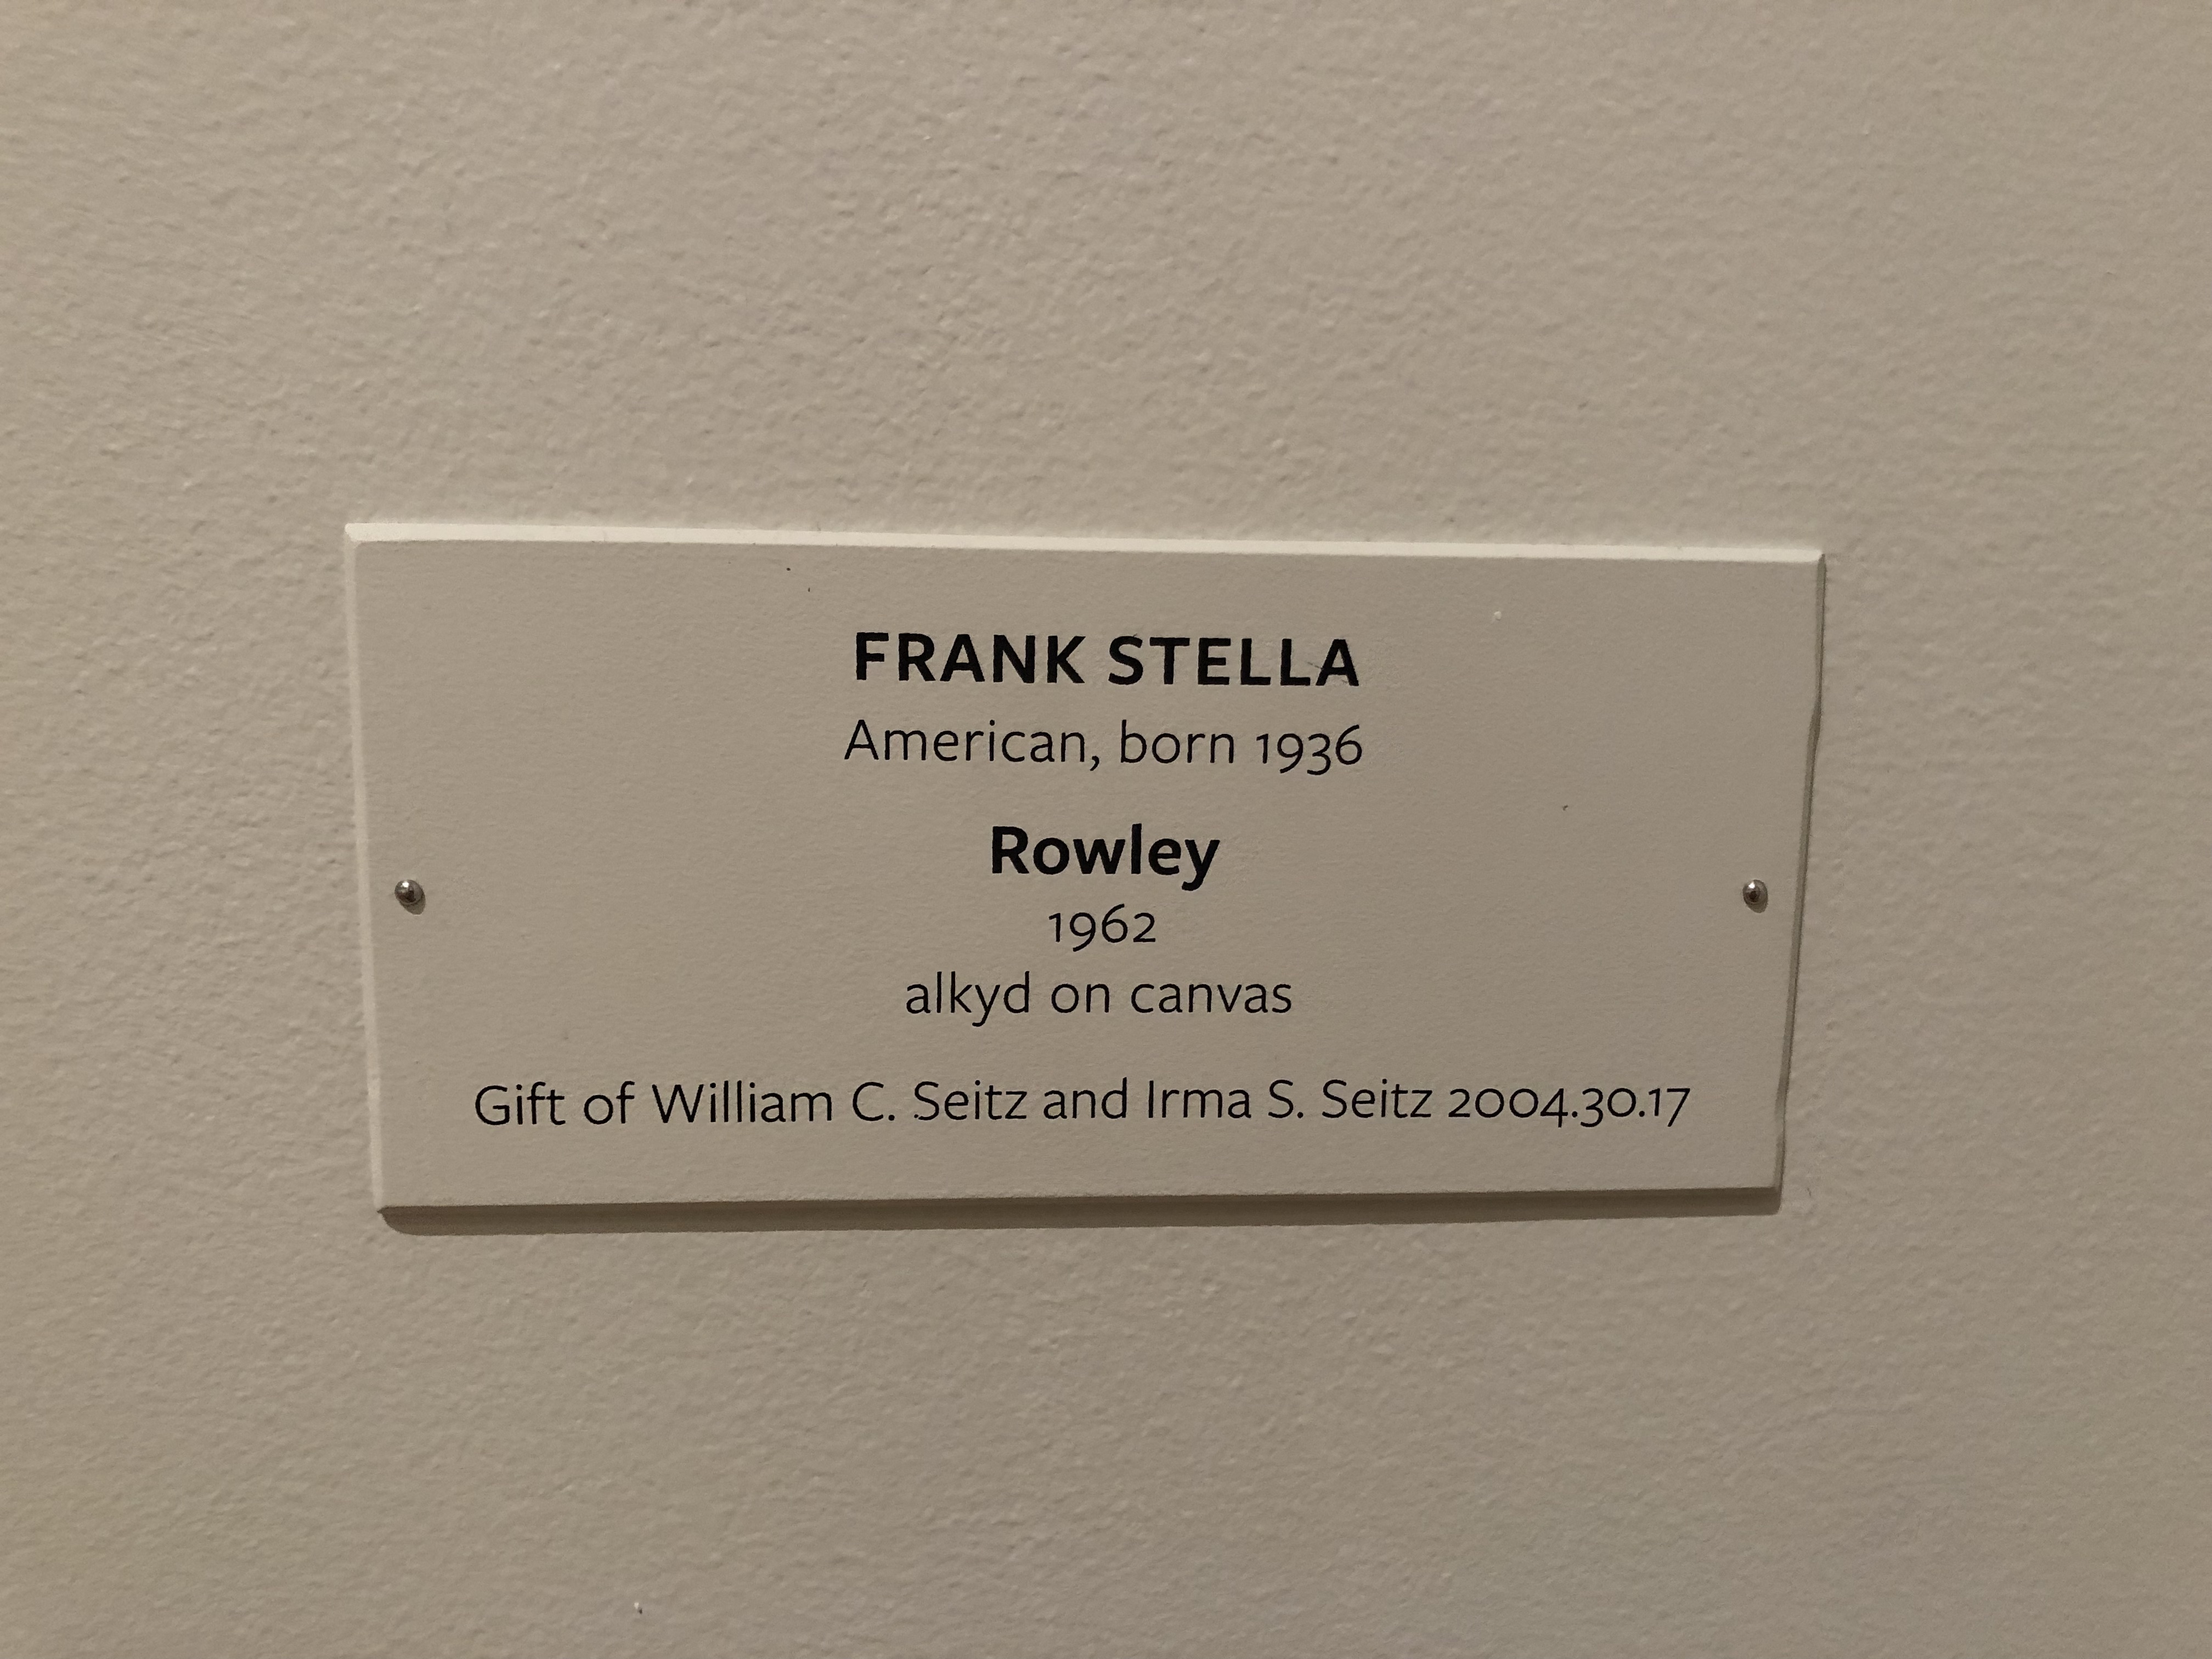 FRANK STELLA
American, born 1936
Rowley
1962
alkyd on canvas
Gift of William C. Seitz and Irma S. Seitz 2004.30.17